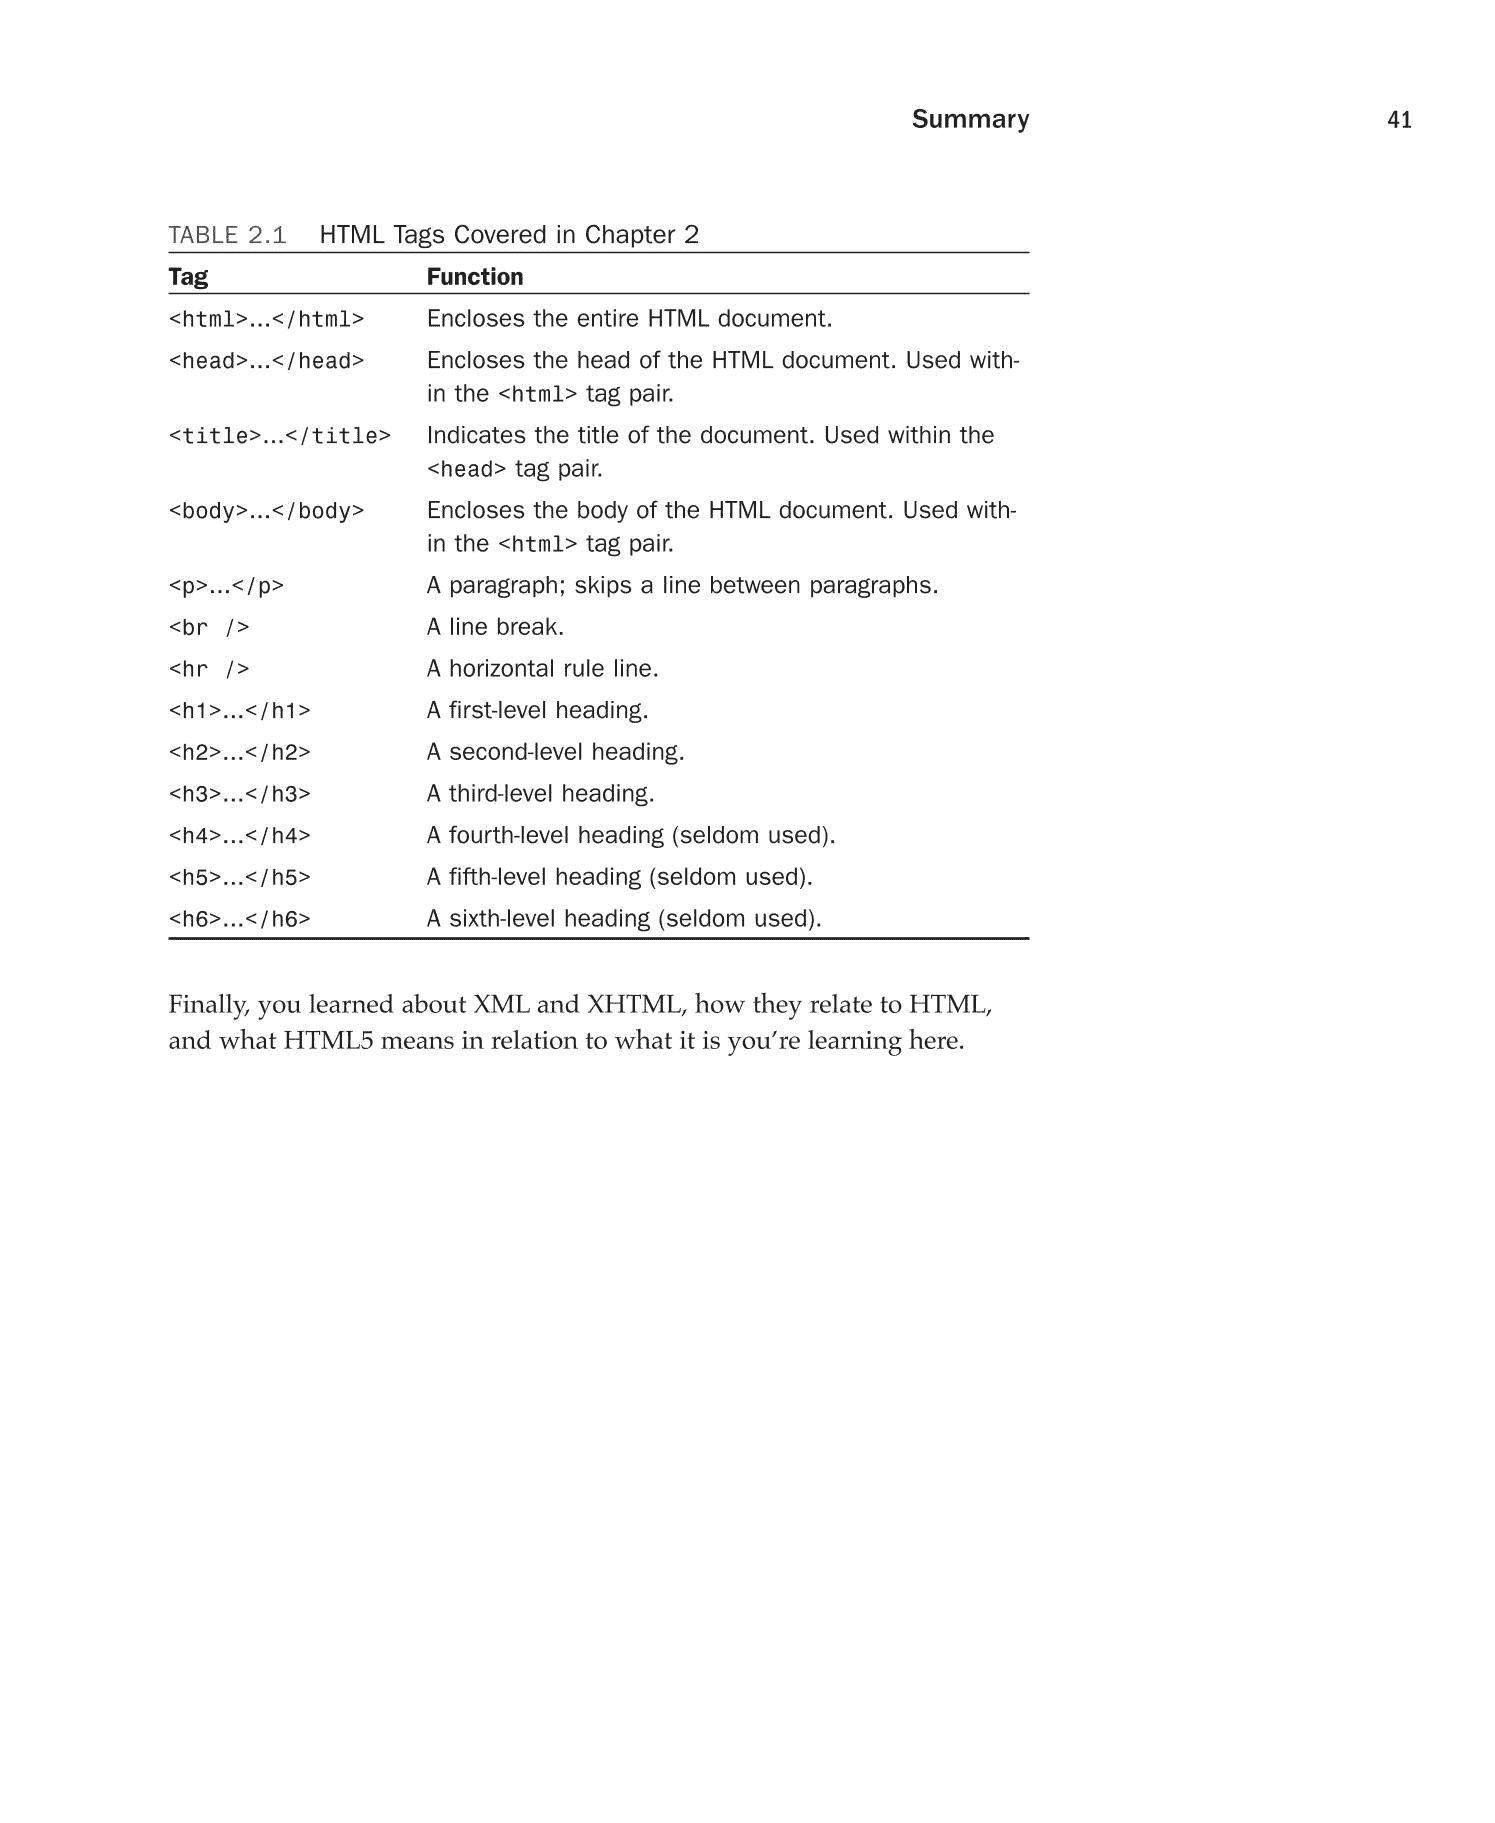 Summary 41
TABLE 2.1 HTML Tags Covered in Chapter 2
Tag Function
<html>...</html> Encloses the entire HTML document.
<head>...</head> Encloses the head of the HTML document. Used with-
in the <html> tag pair.
<title>...</title> Indicates the title of the document. Used within the
<head> tag pair.
<body>...</body> Encloses the body of the HTML document. Used with-
in the <html> tag pair.
<p>...</p> A paragraph; skips a line between paragraphs.
<br /> A line break.
<hr /> A horizontal rule line.
<h1>...</h1> A first-level heading.
<h2>...</h2> A second-level heading.
<h3>...</h3> A third-level heading.
<h4>...</h4> A fourth-level heading (seldom used).
<h5>...</h5> A fifth-level heading (seldom used).
<h6>...</h6> A sixth-level heading (seldom used).
Finally, you learned about XML and XHTML, how they relate to HTML,
and what HTML5 means in relation to what it is you’re learning here.